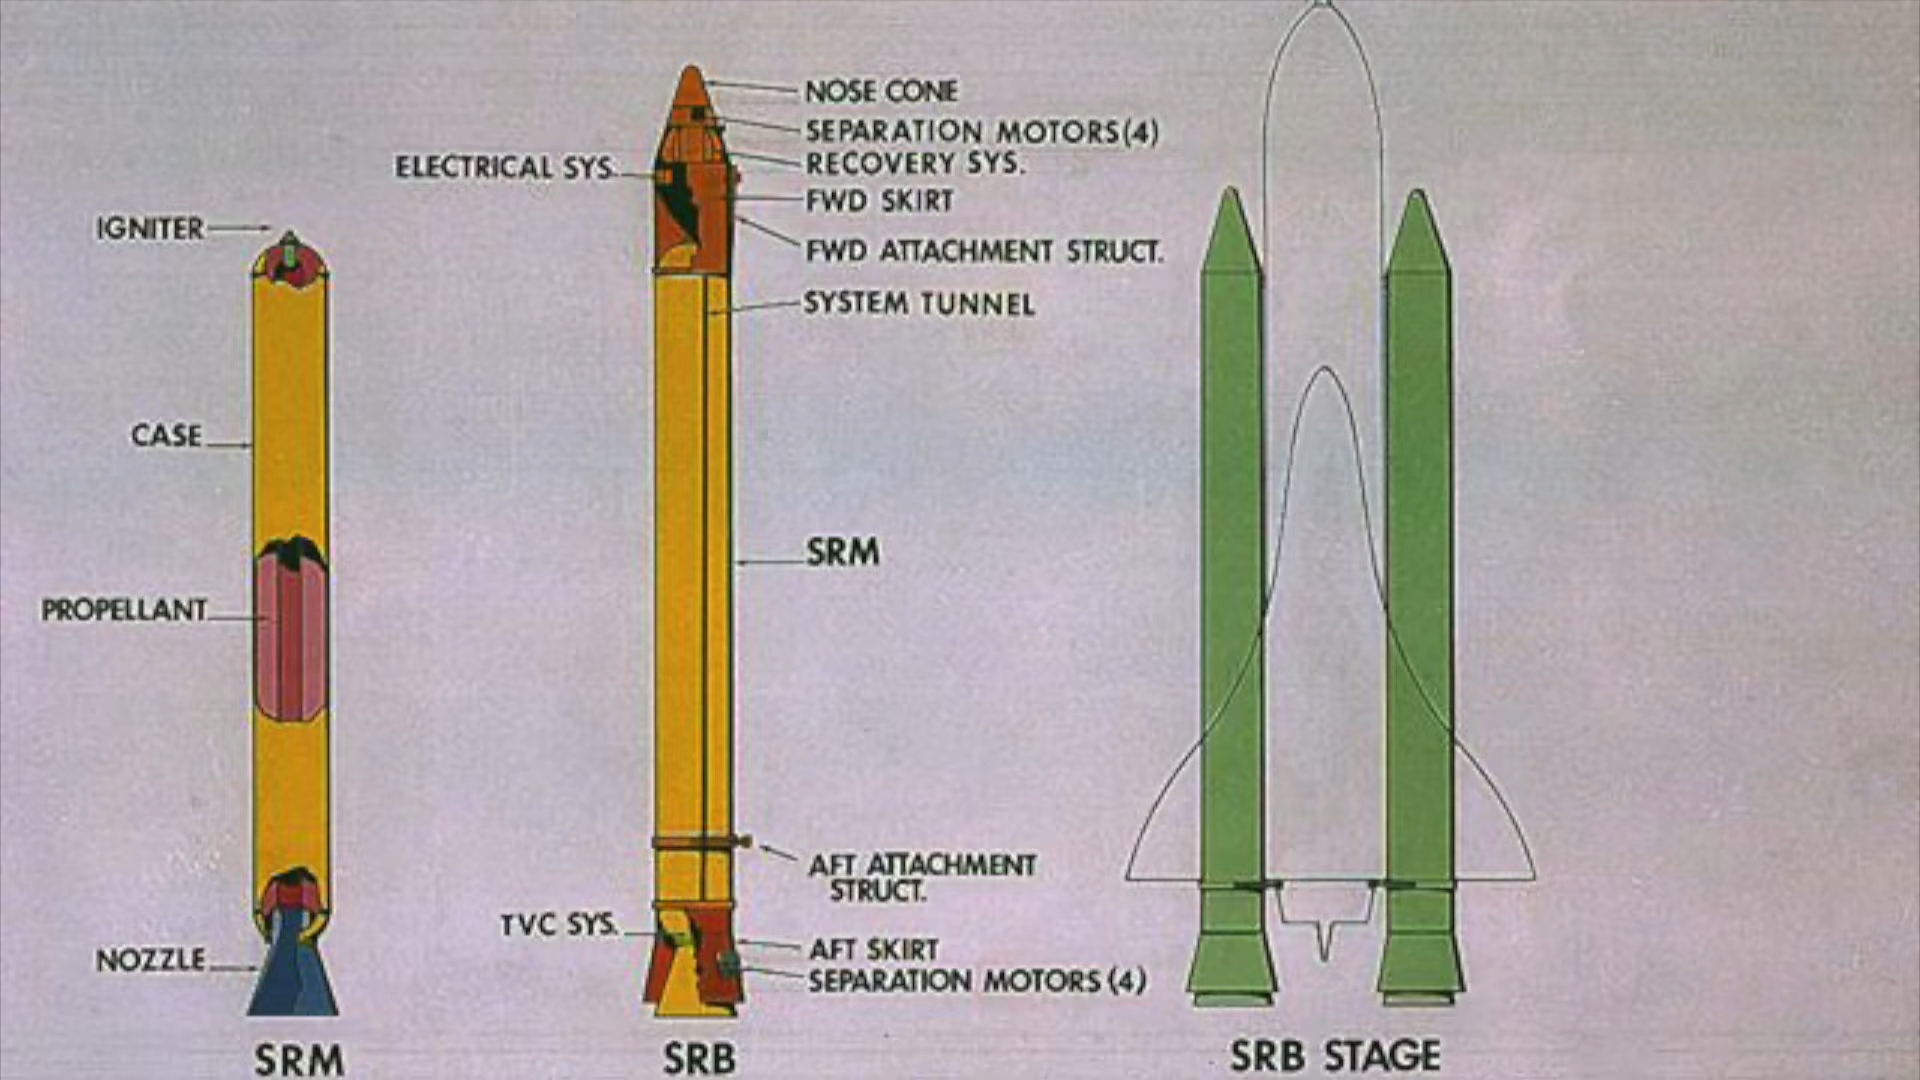 IGNITER
CASE
PROPELLANT
NOZZLE
SRM
ELECTRICAL SYS.
TVC SYS.
NOSE CONE
SEPARATION MOTORS (4)
RECOVERY SYS.
FWD SKIRT
FWD ATTACHMENT STRUCT.
SYSTEM TUNNEL
SRM
AFT ATTACHMENT
STRUCT.
AFT SKIRT
SEPARATION MOTORS (4)
SRB
SRB STAGE